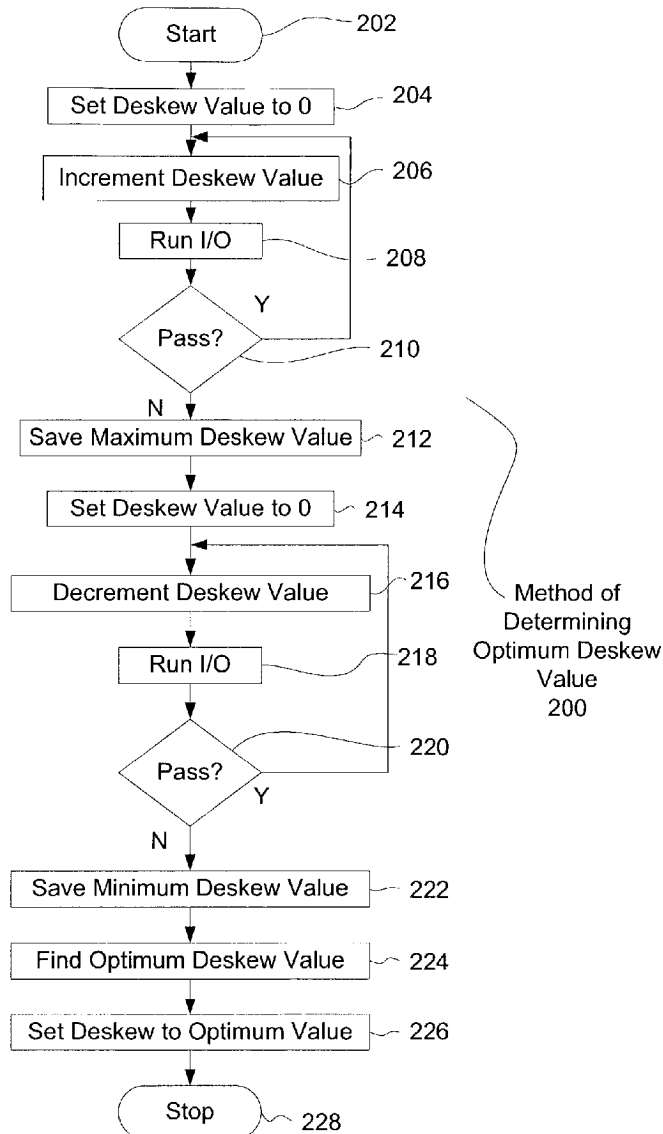 Start
202
Set Deskew Value to 0
204
Increment Deskew Value
206
Run I/O
208
Y
Pass?
210
N
Save Maximum Deskew Value
212
Set Deskew Value to 0
214
Decrement Deskew Value
216
Run I/O
218
Method of
Determining
Optimum Deskew
Value
200
220
Pass?
Y
N
Save Minimum Deskew Value
222
Find Optimum Deskew Value
224
Set Deskew to Optimum Value
226
Stop
228